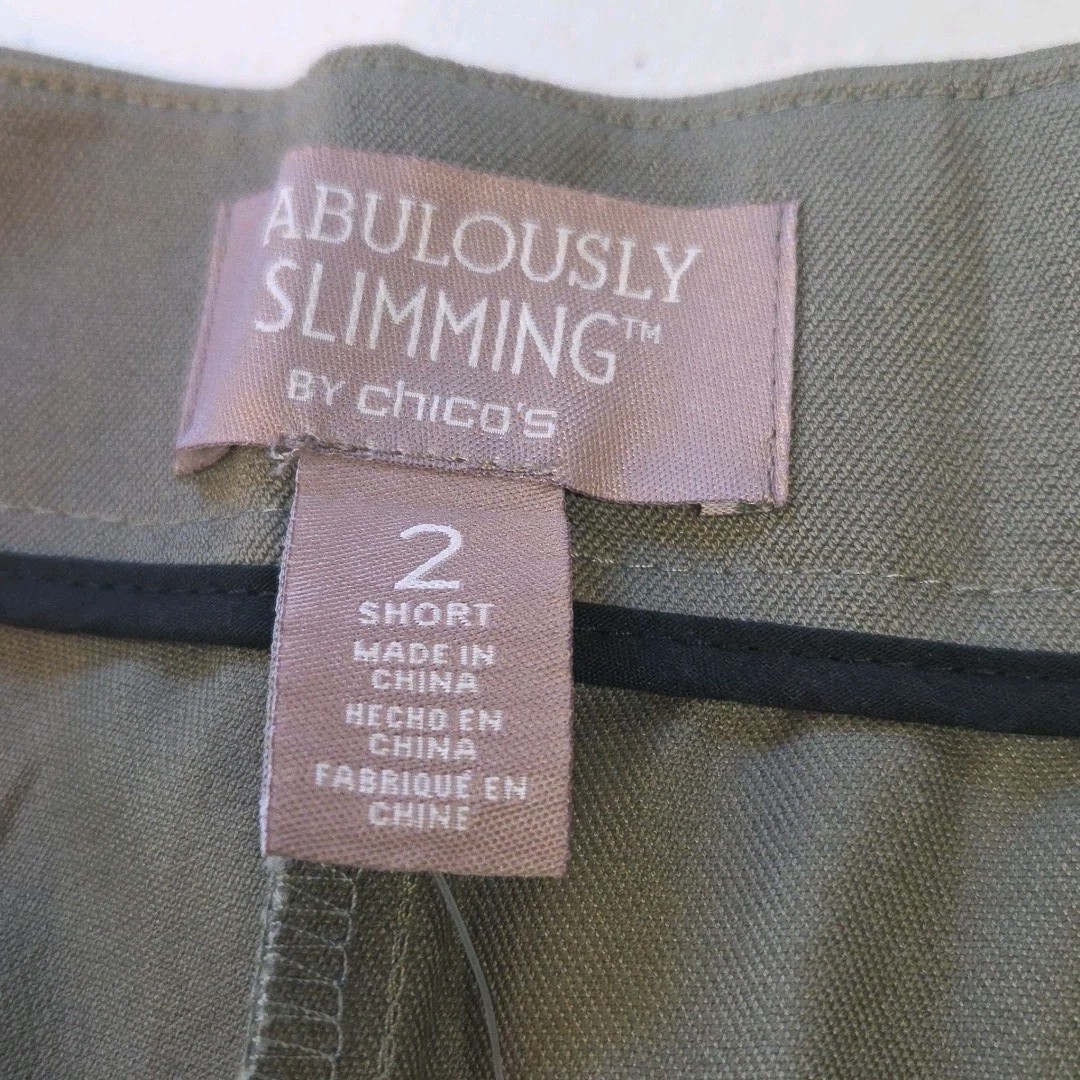 ABULOUSLY
SLIMMING™
BY chico's
2
SHORT
MADE IN
CHINA
HECHO EN
CHINA
FABRIQUÉ EN
CHINE